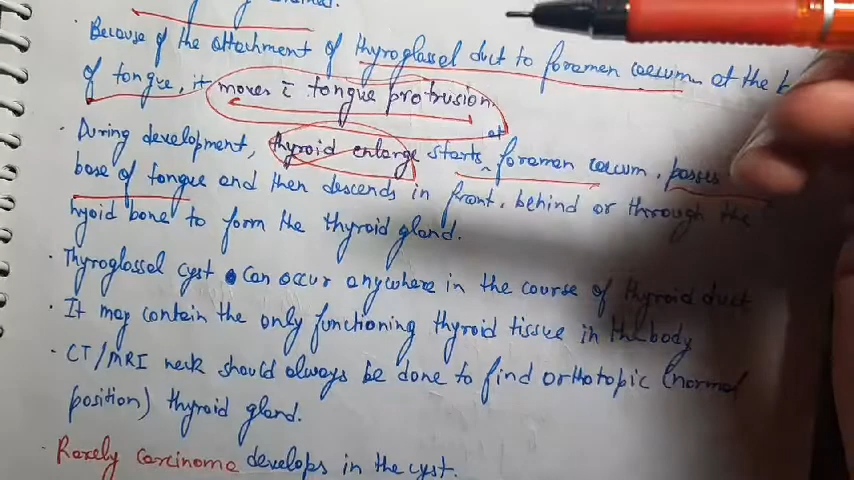 Because of the attachment of thyroglossal duct to foramen coecum at the
of tongue, it moves c̄ tongue protrusion.
at
During development, thyroid enlarge starts ^ foramen coecum, passes
base of tongue and then descends in front, behind or through the
hyoid bone to form the thyroid gland.
Thyroglossal cyst can occur anywhere in the course of thyroid duct
It may contain the only functioning thyroid tissue in the body
CT/MRI neck should always be done to find orthotopic (normal
position) thyroid gland.
Rarely carcinoma develops in the cyst.